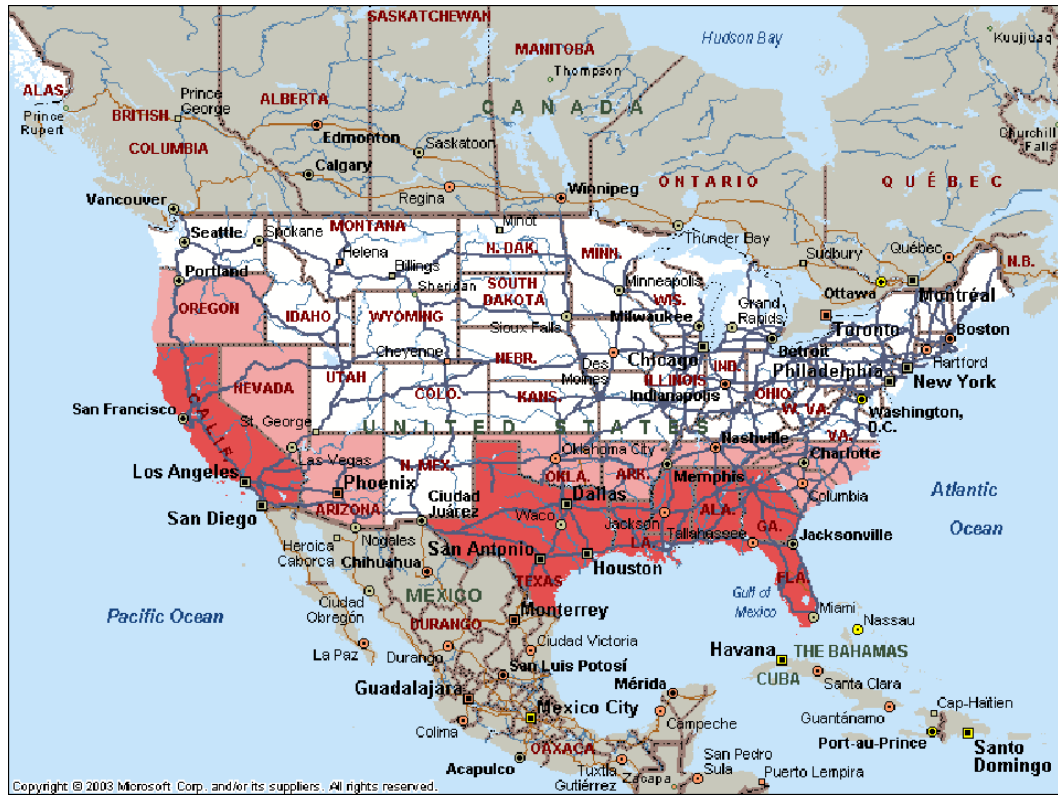 SASKATCHEWAN
Hudson Bay
Kuujjuaq
MANITOBA
Thompson
ALAS.
Prince
Rupert
Prince
George
ALBERTA
CANADA
BRITISH
COLUMBIA
Edmonton
Saskatoon
Churchill
Falls
Calgary
Regina
Winnipeg
ONTARIO
QUÉBEC
Vancouver
Seattle
Spokane
MONTANA
Minot
Thunder Bay
Sudbury
Québec
N.B.
Helena
Billings
N. DAK.
MINN.
Portland
Sheridan
SOUTH
DAKOTA
Minneapolis
Ottawa
Montréal
OREGON
IDAHO
WYOMING
WIS.
Grand
Rapids
Sioux Falls
Milwaukee
Toronto
Boston
Cheyenne
NEBR.
Des
Moines
Chicago
Detroit
Hartford
Philadelphia
NEVADA
UTAH
COLO.
KANS.
ILLINOIS
IND.
Indianapolis
OHIO
New York
W. VA.
Washington,
D.C.
San Francisco
CALIF.
St. George
UNITED STATES
VA.
Nashville
Las Vegas
Oklahoma City
Charlotte
Los Angeles
N. MEX.
OKLA.
ARK.
Memphis
Phoenix
Columbia
Atlantic
Ocean
San Diego
ARIZONA
Ciudad
Juárez
Dallas
Waco
Jackson
ALA.
GA.
Tallahassee
LA.
Jacksonville
Nogales
Heroica
Caborca
Chihuahua
San Antonio
Houston
TEXAS
FLA.
Gulf of
Mexico
Ciudad
Obregón
MEXICO
Pacific Ocean
Monterrey
Miami
Nassau
DURANGO
La Paz
Durango
Ciudad Victoria
San Luis Potosí
Havana
THE BAHAMAS
CUBA
Santa Clara
Guadalajara
Mérida
Mexico City
Campeche
Guantánamo
Cap-Haïtien
Colima
Port-au-Prince
Santo
Domingo
OAXACA
Acapulco
Tuxtla
Gutiérrez
Zacapa
San Pedro
Sula
Puerto Lempira
Copyright © 2003 Microsoft Corp. and/or its suppliers. All rights reserved.